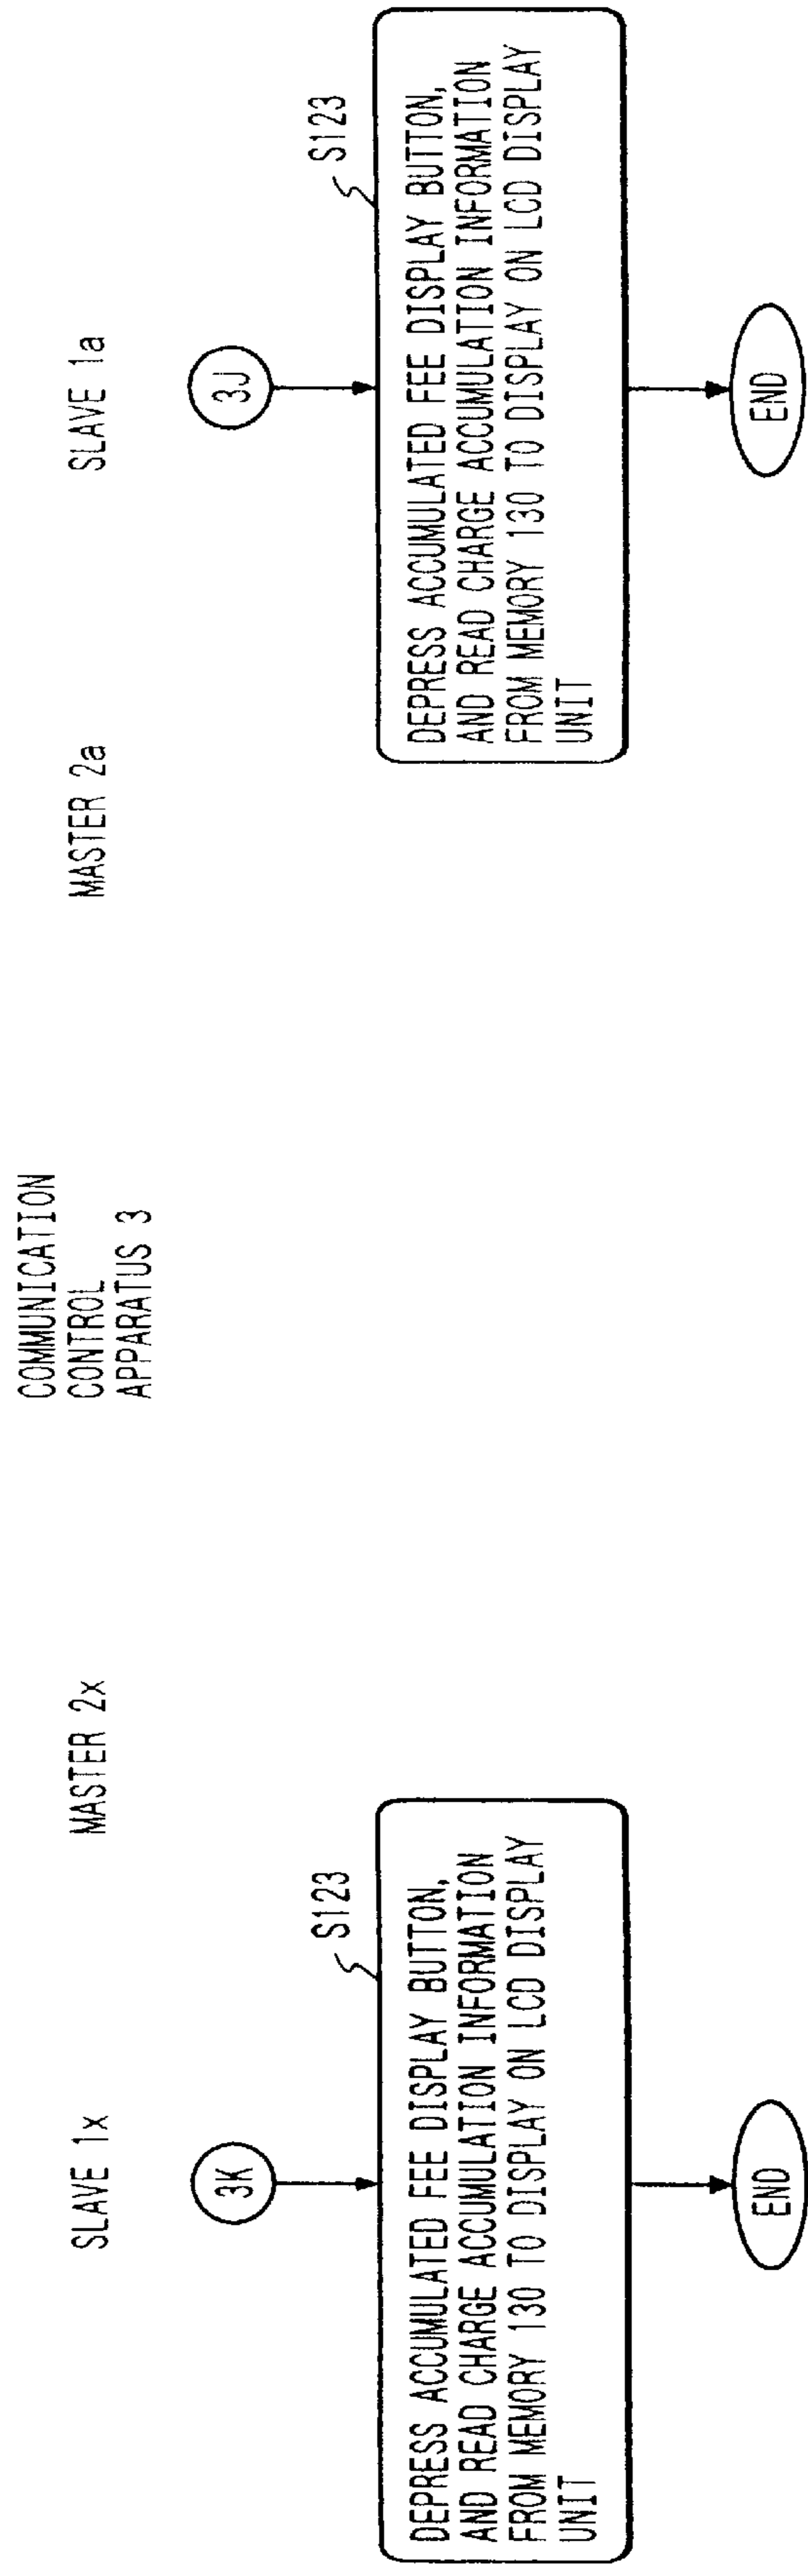 SLAVE 1x
MASTER 2x
COMMUNICATION
CONTROL
APPARATUS 3
MASTER 2a
SLAVE 1a
3K
S123
DEPRESS ACCUMULATED FEE DISPLAY BUTTON,
AND READ CHARGE ACCUMULATION INFORMATION
FROM MEMORY 130 TO DISPLAY ON LCD DISPLAY
UNIT
END
3J
S123
DEPRESS ACCUMULATED FEE DISPLAY BUTTON,
AND READ CHARGE ACCUMULATION INFORMATION
FROM MEMORY 130 TO DISPLAY ON LCD DISPLAY
UNIT
END